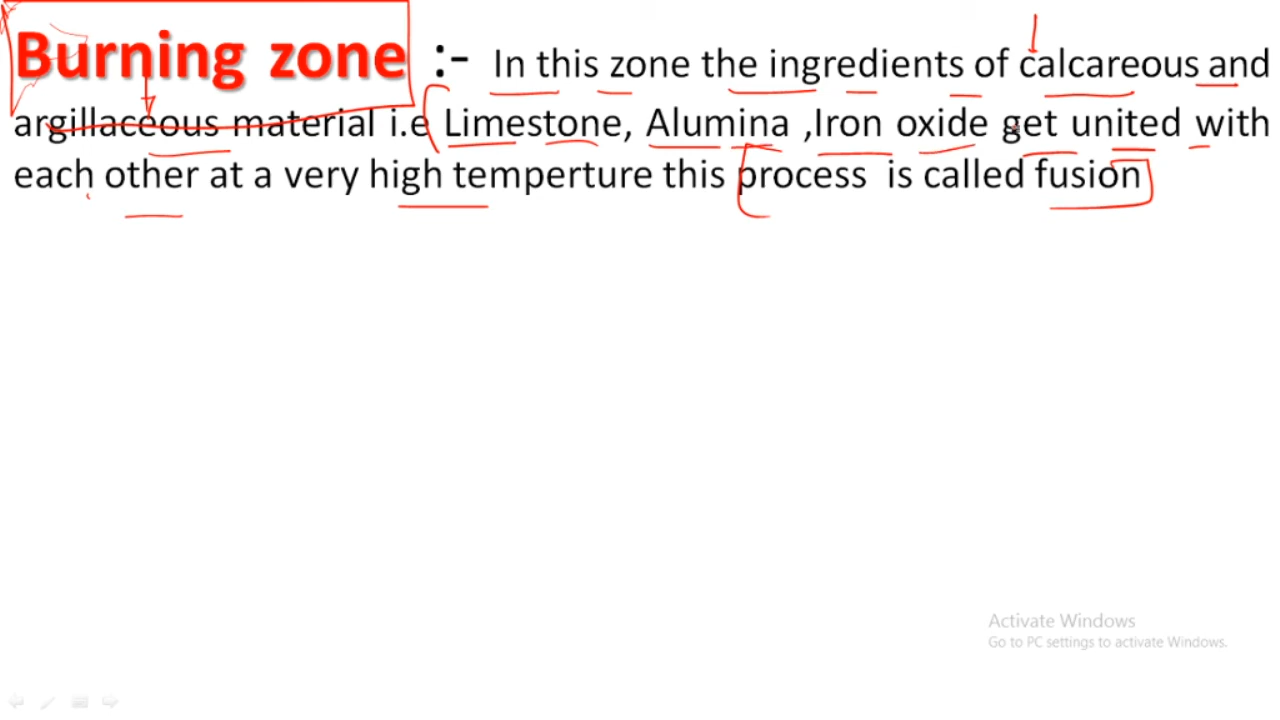 Burning zone :- In this zone the ingredients of calcareous and
argillaceous material i.e Limestone, Alumina ,Iron oxide get united with
each other at a very high temperture this process is called fusion
Activate Windows
Go to PC settings to activate Windows.